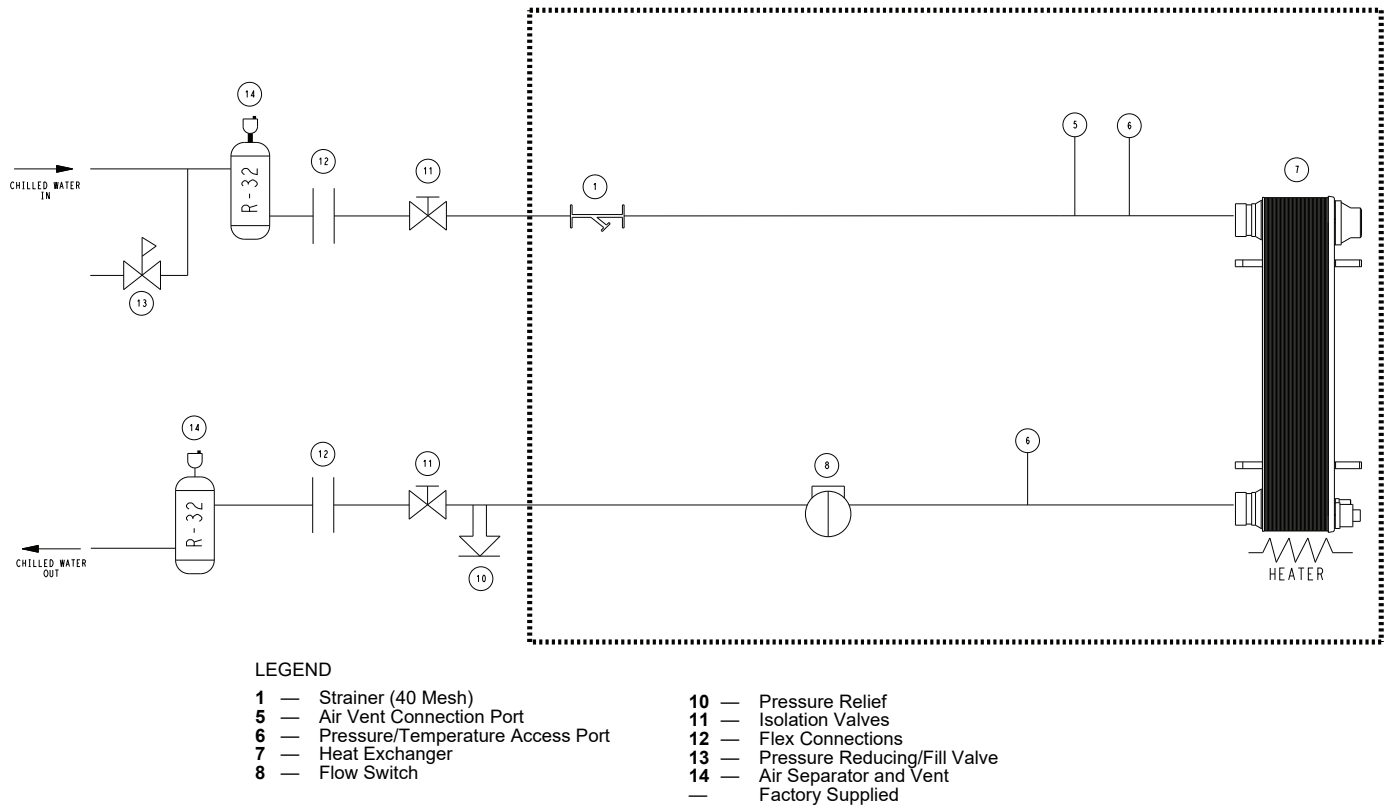 14
12
11
1
5
6
7
CHILLED WATER
IN
R-32
13
14
12
11
8
6
R-32
CHILLED WATER
OUT
10
HEATER
LEGEND
1 — Strainer (40 Mesh)
5 — Air Vent Connection Port
6 — Pressure/Temperature Access Port
7 — Heat Exchanger
8 — Flow Switch
10 — Pressure Relief
11 — Isolation Valves
12 — Flex Connections
13 — Pressure Reducing/Fill Valve
14 — Air Separator and Vent
— Factory Supplied